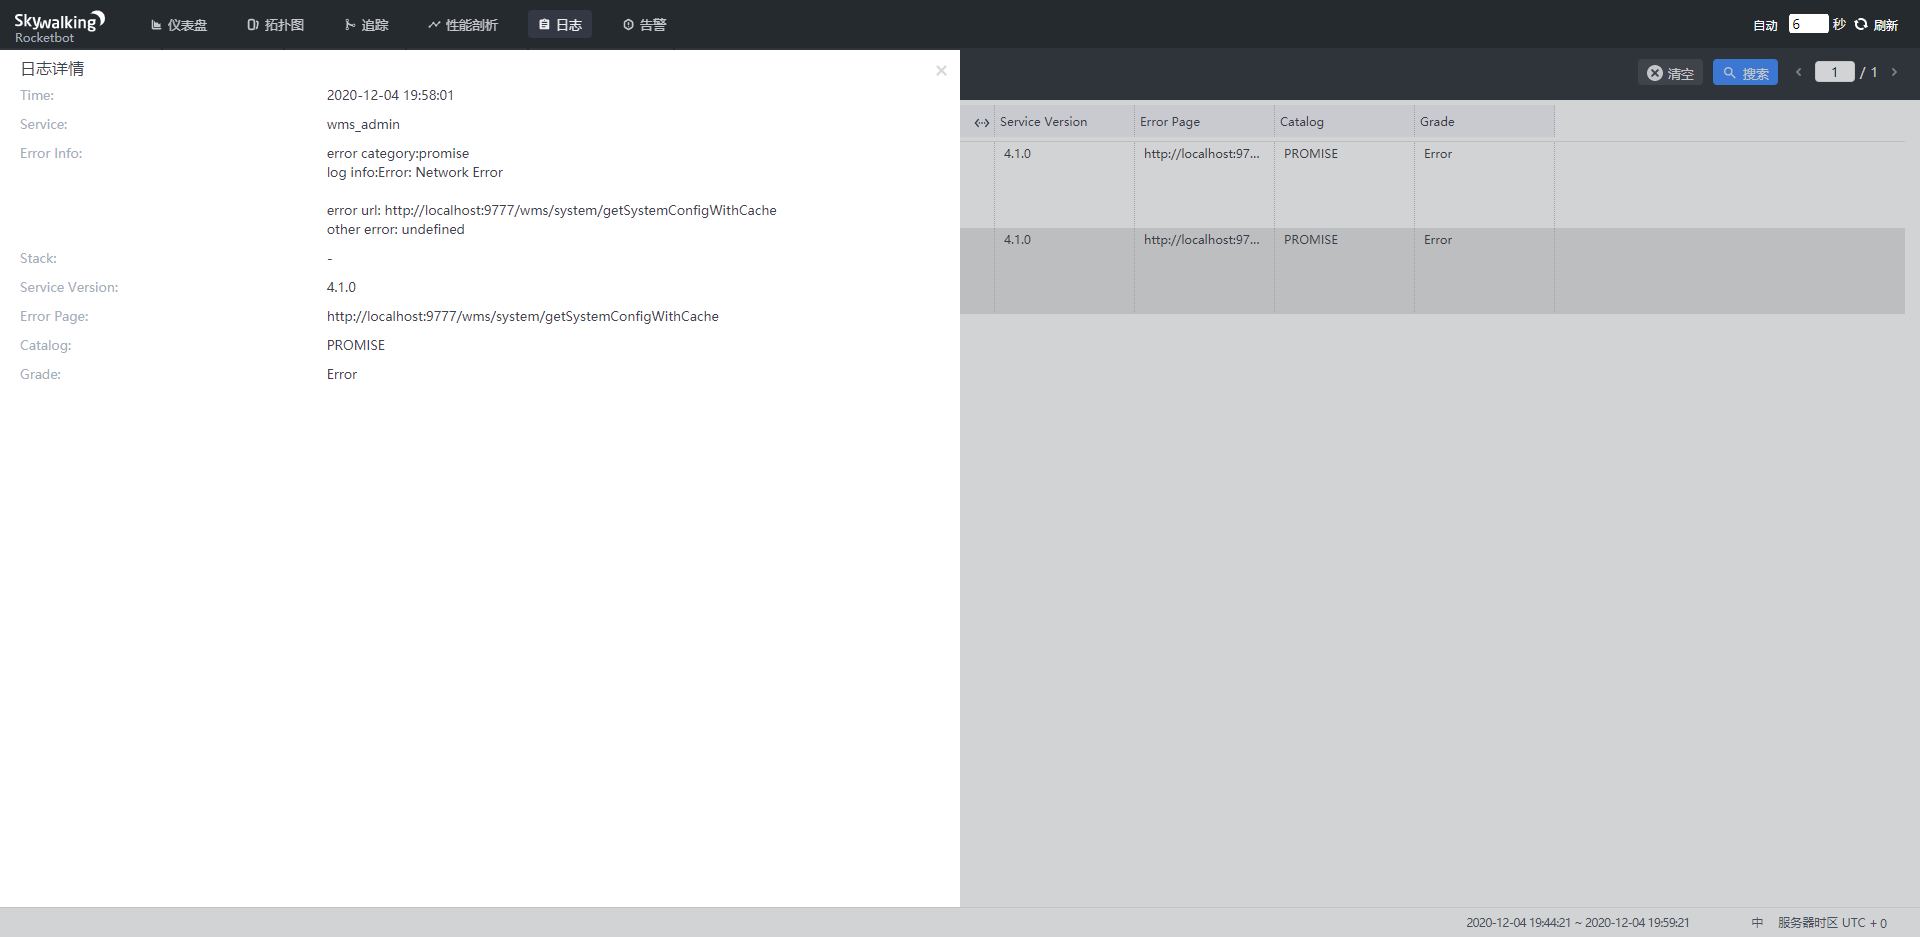 Skywalking
Rocketbot
仪表盘
拓扑图
追踪
性能剖析
日志
告警
自动 6 秒 刷新
日志详情
Time: 2020-12-04 19:58:01
Service: wms_admin
Error Info: error category:promise
log info:Error: Network Error
error url: http://localhost:9777/wms/system/getSystemConfigWithCache
other error: undefined
Stack: -
Service Version: 4.1.0
Error Page: http://localhost:9777/wms/system/getSystemConfigWithCache
Catalog: PROMISE
Grade: Error
清空 搜索 1 / 1
Service Version Error Page Catalog Grade
4.1.0 http://localhost:97... PROMISE Error
4.1.0 http://localhost:97... PROMISE Error
2020-12-04 19:44:21 ~ 2020-12-04 19:59:21 中 服务器时区 UTC + 0